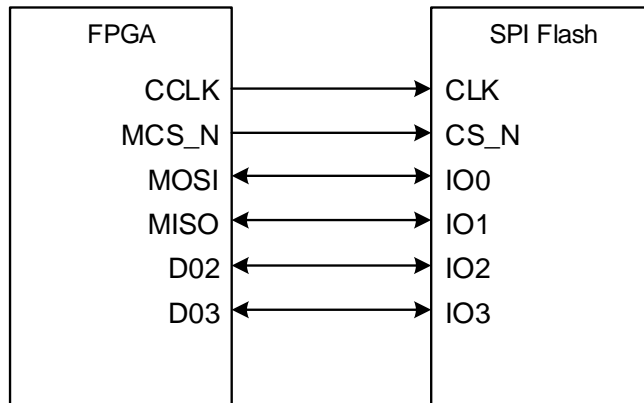 FPGA SPI Flash
CCLK CLK
MCS_N CS_N
MOSI IO0
MISO IO1
D02 IO2
D03 IO3